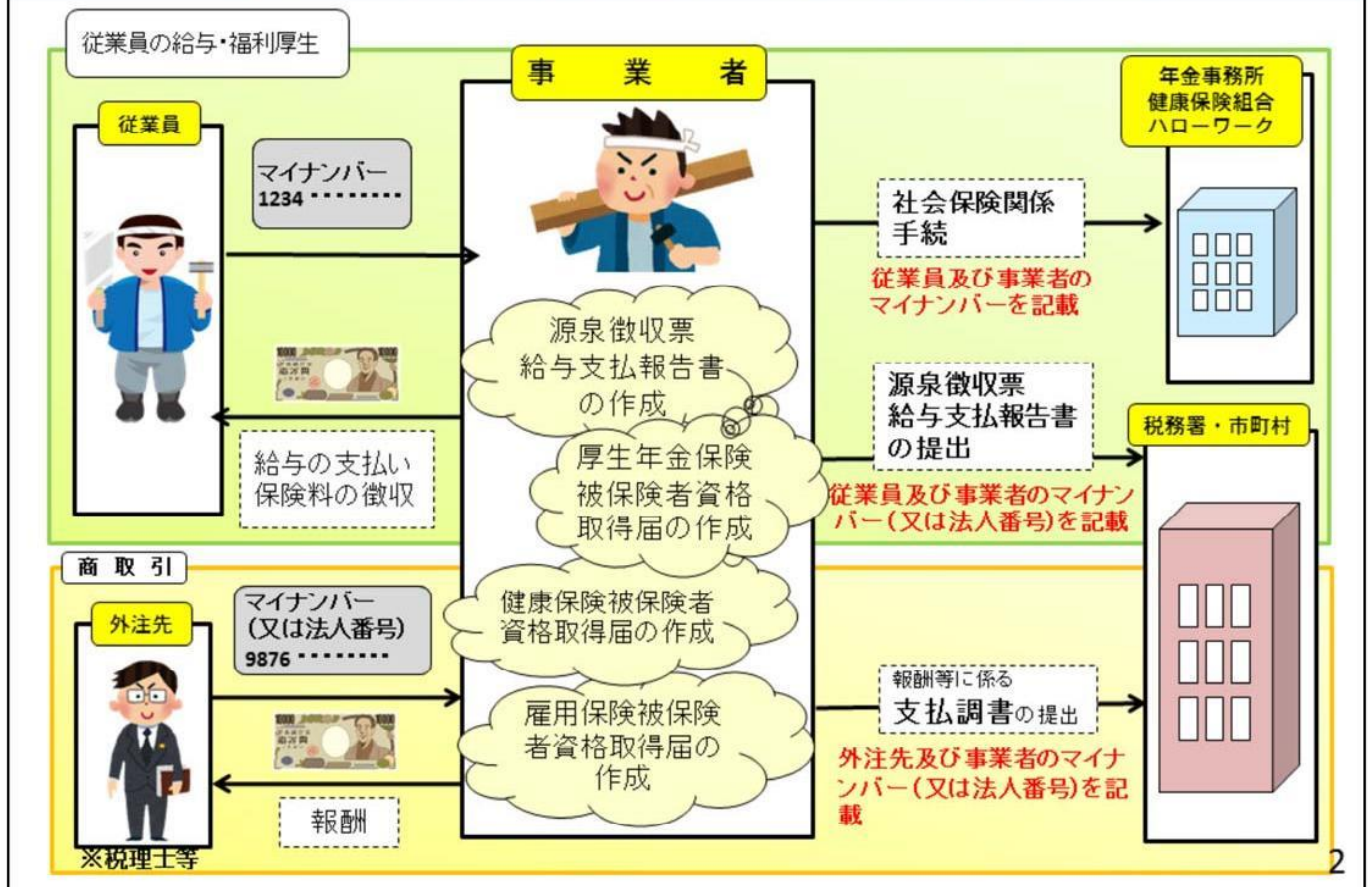 従業員の給与・福利厚生
従業員
マイナンバー
1234 ・・・・・・・・
給与の支払い
保険料の徴収
事 業 者
源泉徴収票
給与支払報告書
の作成
厚生年金保険
被保険者資格
取得届の作成
健康保険被保険者
資格取得届の作成
雇用保険被保険
者資格取得届の
作成
社会保険関係
手続
従業員及び事業者の
マイナンバーを記載
年金事務所
健康保険組合
ハローワーク
源泉徴収票
給与支払報告書
の提出
従業員及び事業者のマイナン
バー(又は法人番号)を記載
税務署・市町村
商 取 引
外注先
※税理士等
マイナンバー
(又は法人番号)
9876 ・・・・・・・・
報酬
報酬等に係る
支払調書の提出
外注先及び事業者のマイナ
ンバー(又は法人番号)を記
載
2